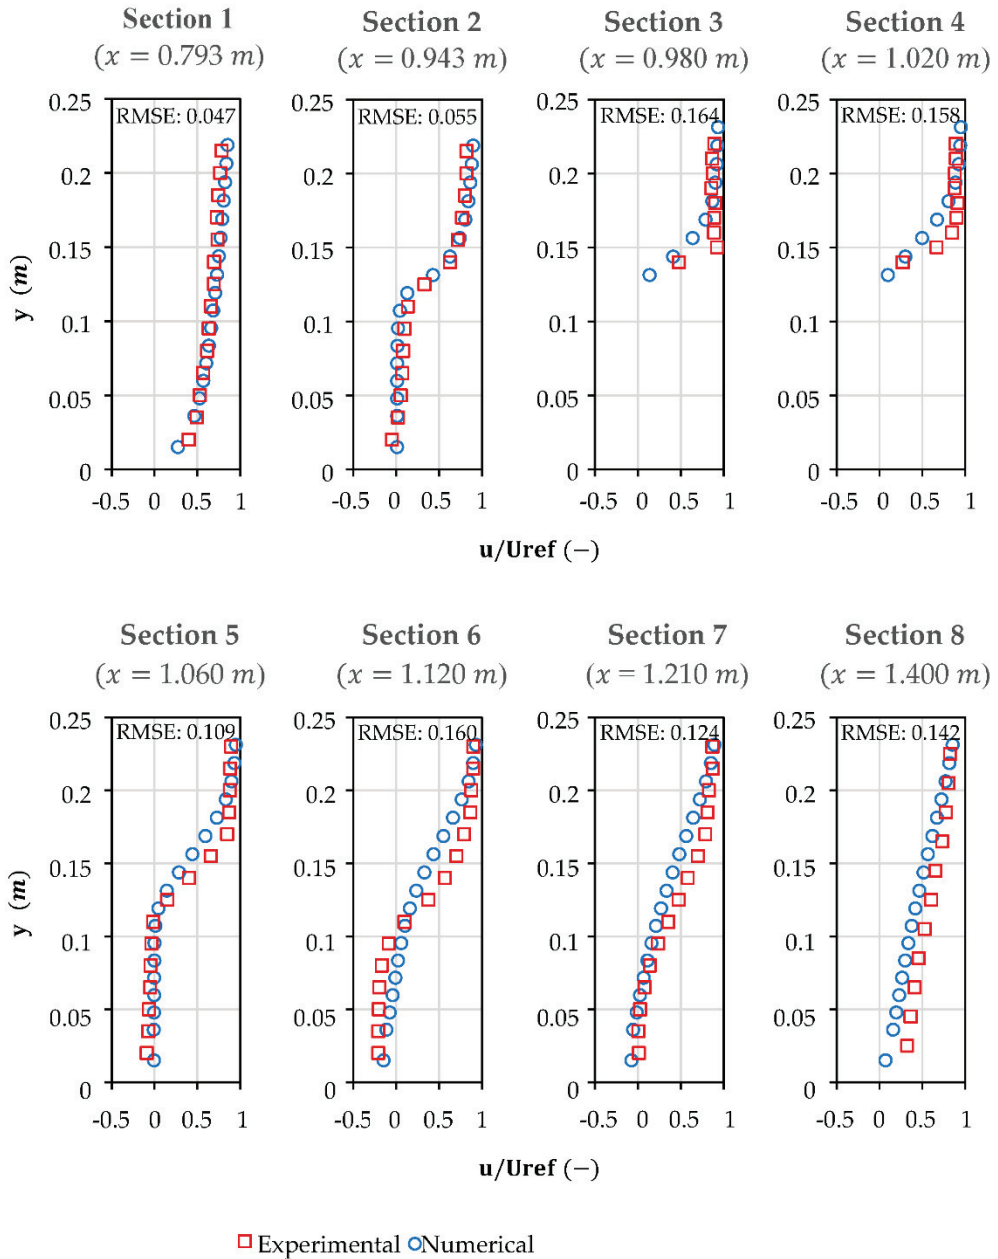 Section 1 Section 2 Section 3 Section 4
(x = 0.793 m) (x = 0.943 m) (x = 0.980 m) (x = 1.020 m)
0.25 RMSE: 0.047 0.25 RMSE: 0.055 0.25 RMSE: 0.164 0.25 RMSE: 0.158
0.2 0.2 0.2 0.2
0.15 0.15 0.15 0.15
y (m)
0.1 0.1 0.1 0.1
0.05 0.05 0.05 0.05
0 0 0 0
-0.5 0 0.5 1 -0.5 0 0.5 1 -0.5 0 0.5 1 -0.5 0 0.5 1
u/Uref (−)
Section 5 Section 6 Section 7 Section 8
(x = 1.060 m) (x = 1.120 m) (x = 1.210 m) (x = 1.400 m)
0.25 RMSE: 0.109 0.25 RMSE: 0.160 0.25 RMSE: 0.124 0.25 RMSE: 0.142
0.2 0.2 0.2 0.2
0.15 0.15 0.15 0.15
y (m)
0.1 0.1 0.1 0.1
0.05 0.05 0.05 0.05
0 0 0 0
-0.5 0 0.5 1 -0.5 0 0.5 1 -0.5 0 0.5 1 -0.5 0 0.5 1
u/Uref (−)
Experimental Numerical